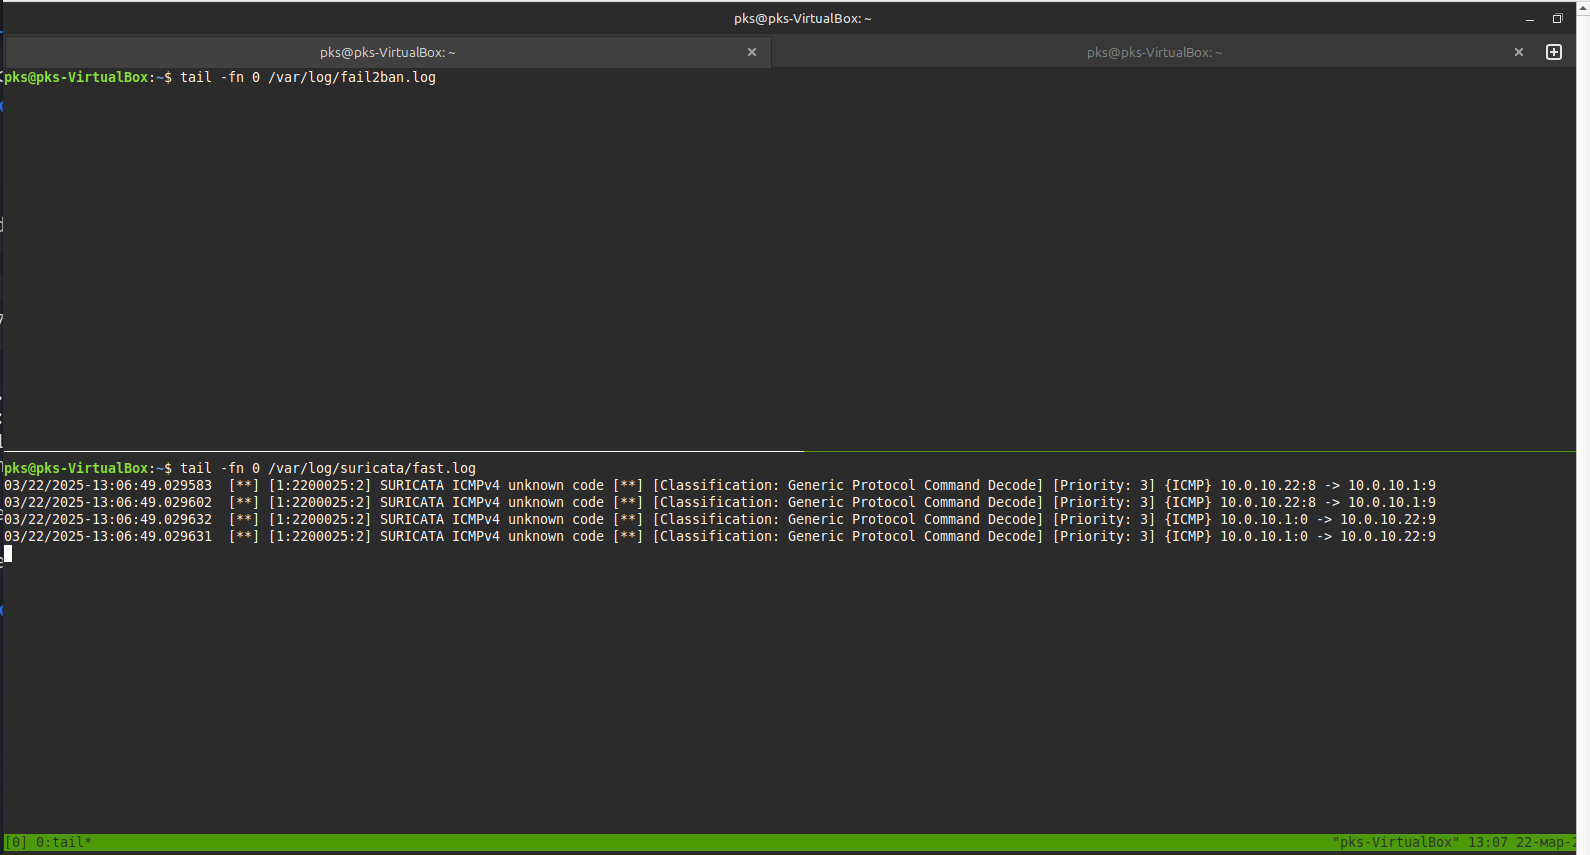 pks@pks-VirtualBox: ~
pks@pks-VirtualBox: ~ pks@pks-VirtualBox: ~
pks@pks-VirtualBox:~$ tail -fn 0 /var/log/fail2ban.log
pks@pks-VirtualBox:~$ tail -fn 0 /var/log/suricata/fast.log
03/22/2025-13:06:49.029583  [**] [1:2200025:2] SURICATA ICMPv4 unknown code [**] [Classification: Generic Protocol Command Decode] [Priority: 3] {ICMP} 10.0.10.22:8 -> 10.0.10.1:9
03/22/2025-13:06:49.029602  [**] [1:2200025:2] SURICATA ICMPv4 unknown code [**] [Classification: Generic Protocol Command Decode] [Priority: 3] {ICMP} 10.0.10.22:8 -> 10.0.10.1:9
03/22/2025-13:06:49.029632  [**] [1:2200025:2] SURICATA ICMPv4 unknown code [**] [Classification: Generic Protocol Command Decode] [Priority: 3] {ICMP} 10.0.10.1:0 -> 10.0.10.22:9
03/22/2025-13:06:49.029631  [**] [1:2200025:2] SURICATA ICMPv4 unknown code [**] [Classification: Generic Protocol Command Decode] [Priority: 3] {ICMP} 10.0.10.1:0 -> 10.0.10.22:9
[0] 0:tail* "pks-VirtualBox" 13:07 22-мар-2